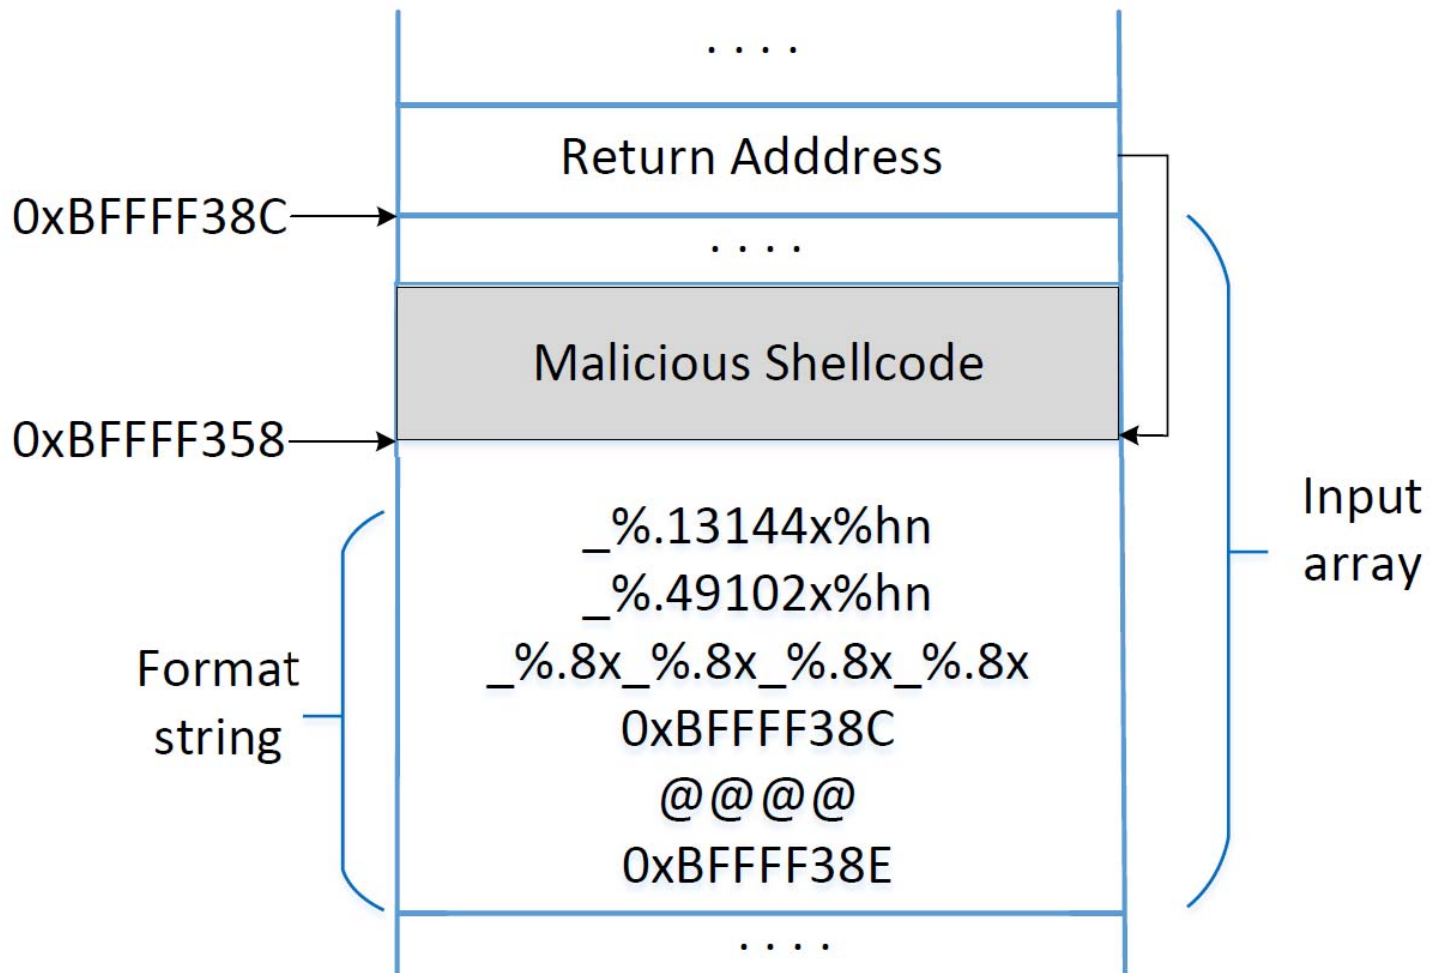 . . . .
Return Adddress
0xBFFFF38C
. . . .
Malicious Shellcode
0xBFFFF358
_%.13144x%hn
_%.49102x%hn
_%.8x_%.8x_%.8x_%.8x
0xBFFFF38C
@@@@
0xBFFFF38E
Format
string
Input
array
. . . .